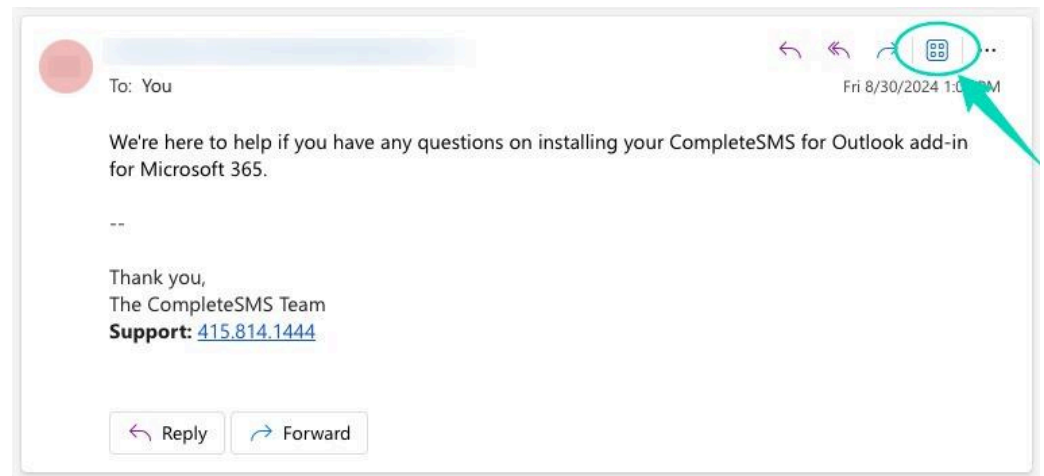 To: You
Fri 8/30/2024 1:0
We're here to help if you have any questions on installing your CompleteSMS for Outlook add-in
for Microsoft 365.
--
Thank you,
The CompleteSMS Team
Support: 415.814.1444
Reply
Forward